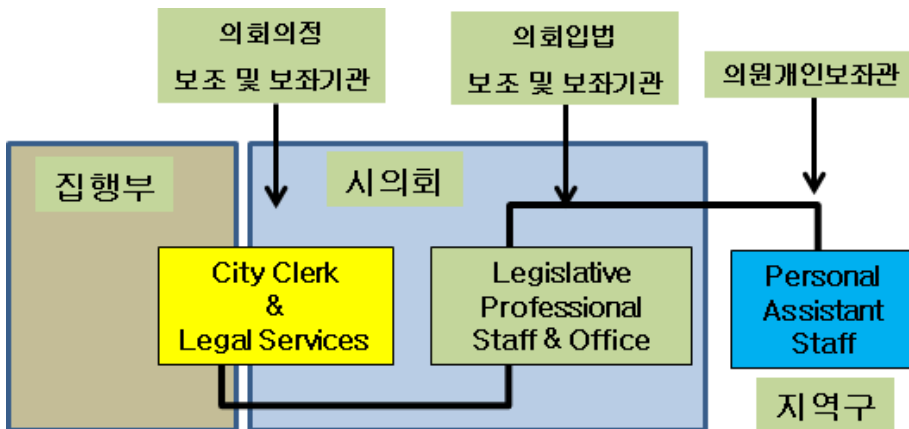 의회의정
보조 및 보좌기관
의회입법
보조 및 보좌기관
의원개인보좌관
집행부
시의회
City Clerk
&
Legal Services
Legislative
Professional
Staff & Office
Personal
Assistant
Staff
지역구